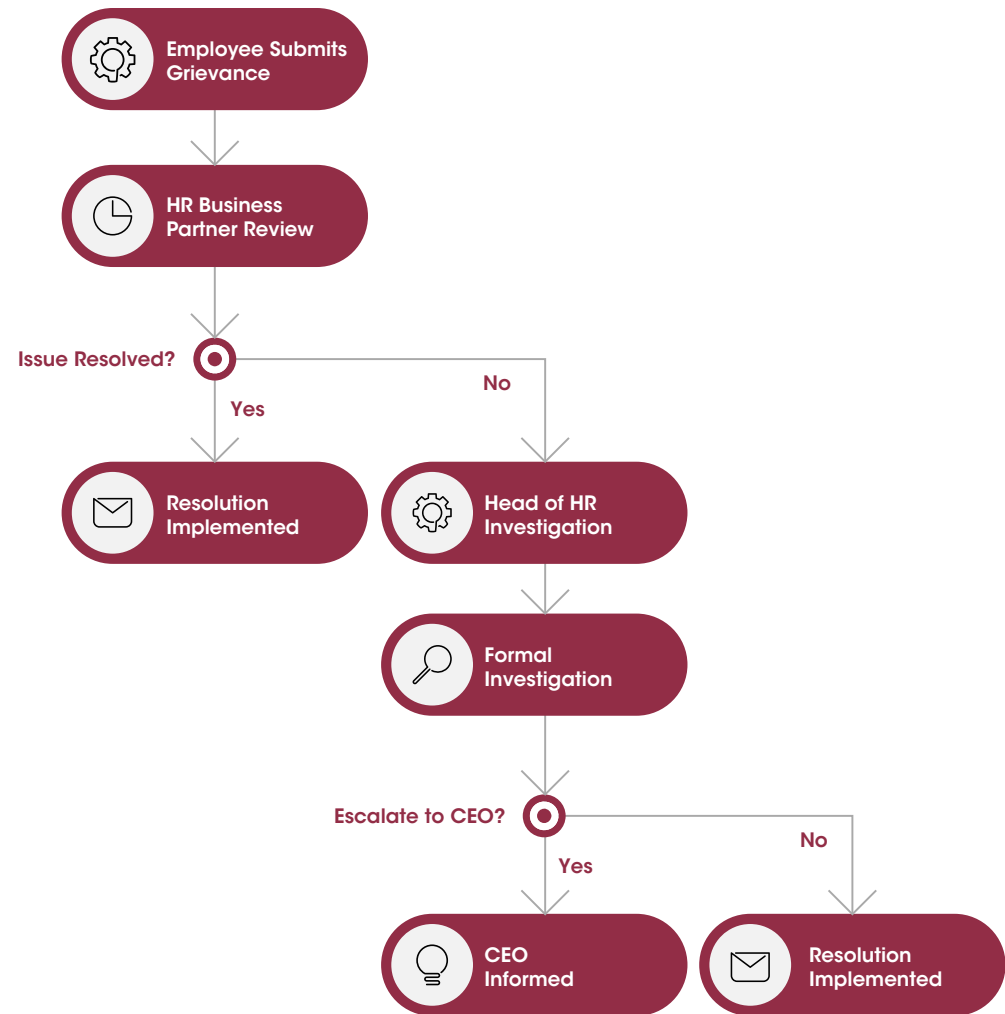 Employee Submits
Grievance
HR Business
Partner Review
Issue Resolved?
No
Yes
Resolution
Implemented
Head of HR
Investigation
Formal
Investigation
Escalate to CEO?
No
Yes
CEO
Informed
Resolution
Implemented